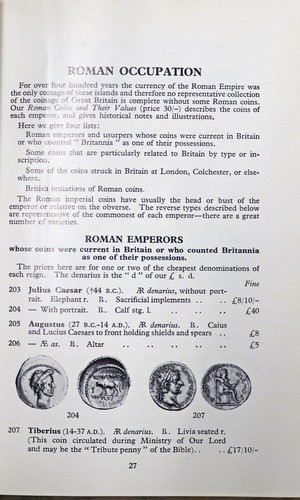 ROMAN OCCUPATION
For over four hundred years the currency of the Roman Empire was
the only coinage of these islands and therefore no representative collection
of the coinage of Great Britain is complete without some Roman coins.
Our Roman Coins and Their Values (price 30/-) describes the coins of
each emperor, and gives historical notes and illustrations.
Here we give four lists:
Roman emperors and usurpers whose coins were current in Britain
or who counted "Britannia" as one of their possessions.
Some coins that are particularly related to Britain by type or in-
scription.
Some of the coins struck in Britain at London, Colchester, or else-
where.
British imitations of Roman coins.
The Roman imperial coins have usually the head or bust of the
emperor or relative on the obverse. The reverse types described below
are representative of the commonest of each emperor—there are a great
number of varieties.
ROMAN EMPERORS
whose coins were current in Britain or who counted Britannia
as one of their possessions.
The prices here are for one or two of the cheapest denominations of
each reign. The denarius is the "d" of our £ s. d.
Fine
203 Julius Caesar (†44 B.C.). Æ denarius, without por-
trait. Elephant r. R. Sacrificial implements .. .. £8/10/-
204 — With portrait. R. Calf stg. l. .. .. .. £40
205 Augustus (27 B.C.-14 A.D.). Æ denarius. R. Caius
and Lucius Caesars to front holding shields and spears .. £8
206 — Æ as. R. Altar .. .. .. .. .. .. £5
204
207
207 Tiberius (14-37 A.D.). Æ denarius. R. Livia seated r.
(This coin circulated during Ministry of Our Lord
and may be the "Tribute penny" of the Bible).. .. £17/10/-
27